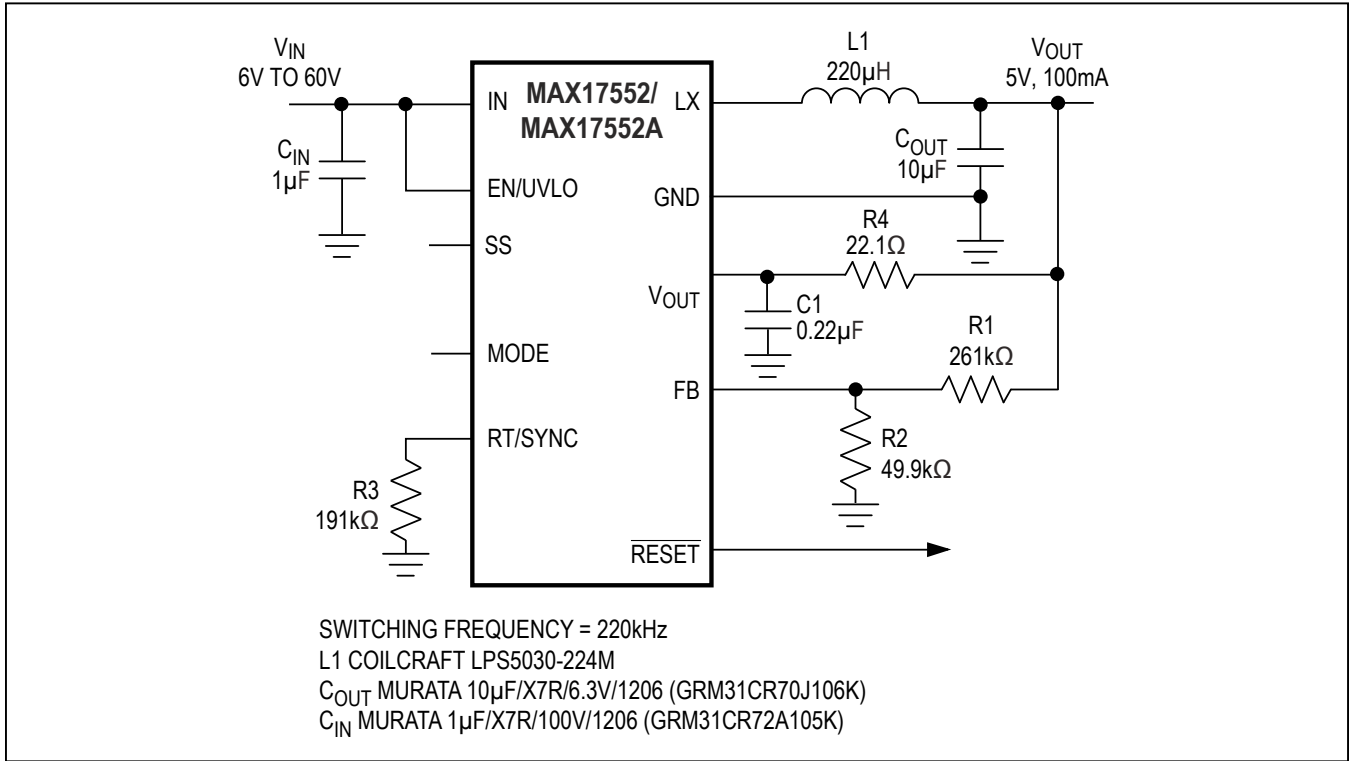 VIN
6V TO 60V
CIN
1µF
IN
MAX17552/
MAX17552A
LX
EN/UVLO
GND
SS
VOUT
MODE
FB
RT/SYNC
RESET
R3
191kΩ
L1
220µH
VOUT
5V, 100mA
COUT
10µF
R4
22.1Ω
C1
0.22µF
R1
261kΩ
R2
49.9kΩ
SWITCHING FREQUENCY = 220kHz
L1 COILCRAFT LPS5030-224M
COUT MURATA 10µF/X7R/6.3V/1206 (GRM31CR70J106K)
CIN MURATA 1µF/X7R/100V/1206 (GRM31CR72A105K)